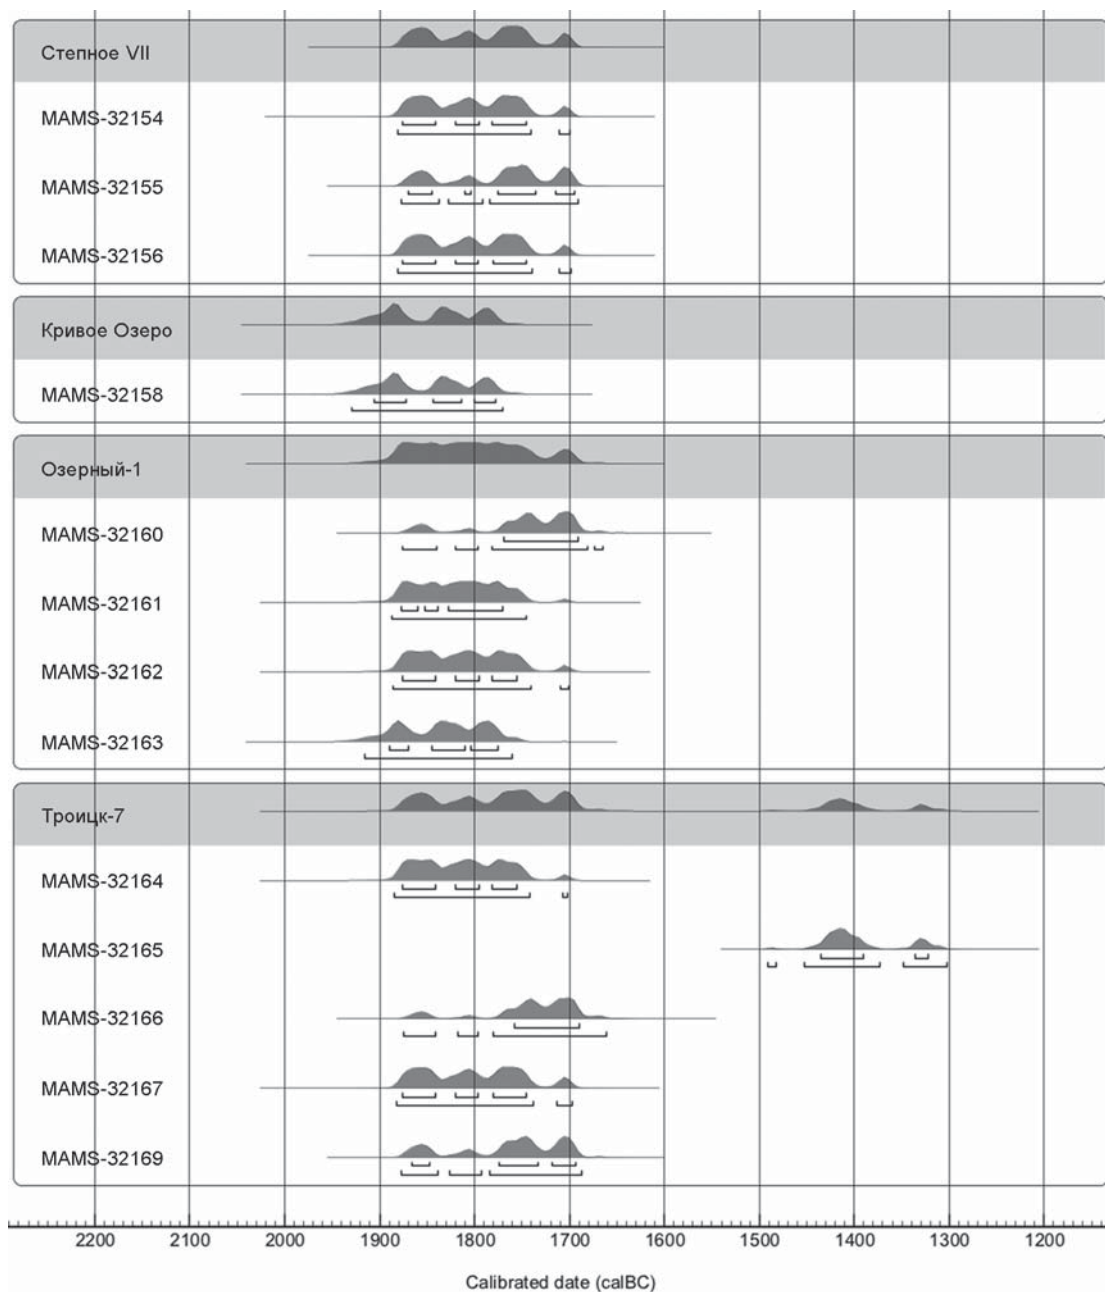 Степное VII
MAMS-32154
MAMS-32155
MAMS-32156
Кривое Озеро
MAMS-32158
Озерный-1
MAMS-32160
MAMS-32161
MAMS-32162
MAMS-32163
Троицк-7
MAMS-32164
MAMS-32165
MAMS-32166
MAMS-32167
MAMS-32169
2200 2100 2000 1900 1800 1700 1600 1500 1400 1300 1200
Calibrated date (calBC)